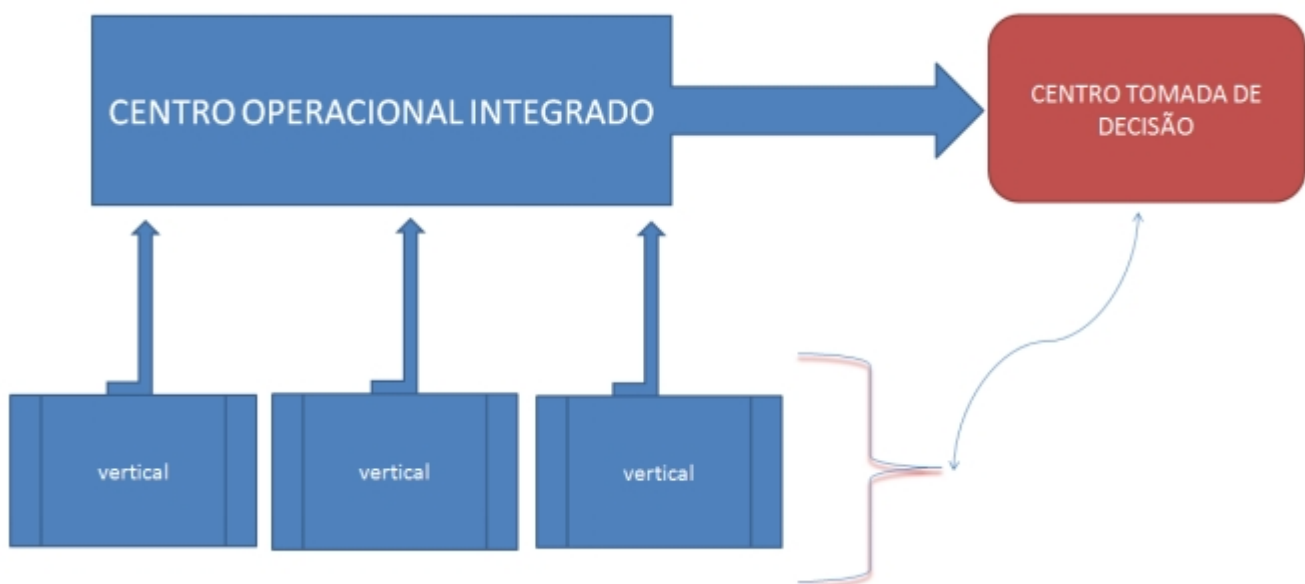 CENTRO OPERACIONAL INTEGRADO
CENTRO TOMADA DE
DECISÃO
vertical
vertical
vertical